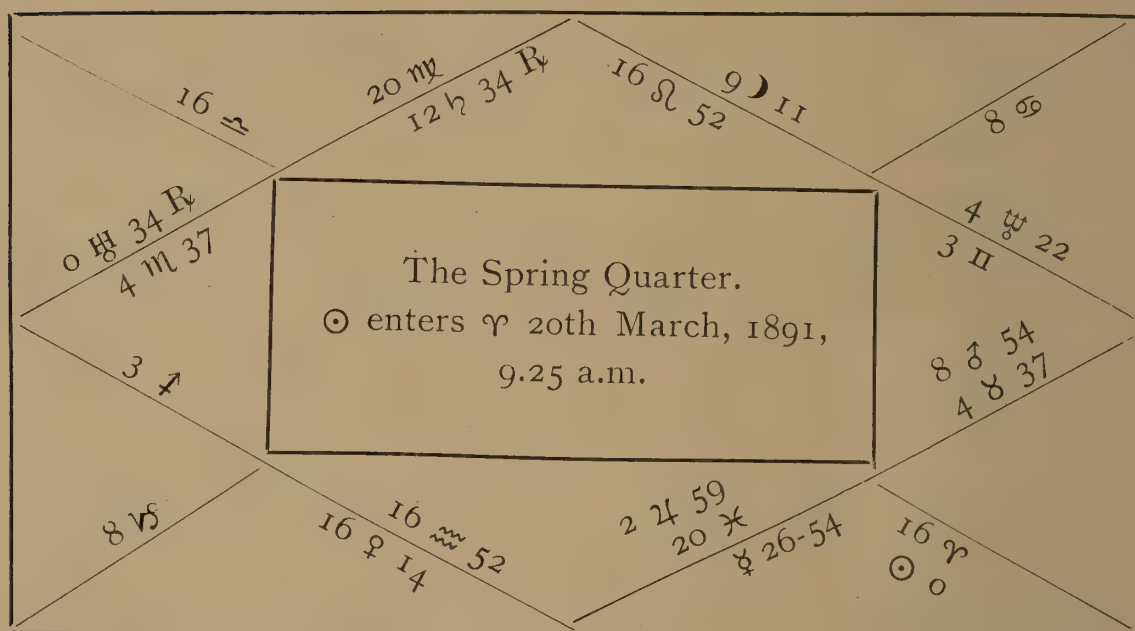 16 ♎
20 ♍
12 ♄ 34 ℞
16 ♌ 52
9 ☽ 11
8 ♋
0 ♅ 34 ℞
4 ♏ 37
4 ♆ 22
3 ♊
The Spring Quarter.
☉ enters ♈ 20th March, 1891,
9.25 a.m.
8 ♂ 54
4 ♉ 37
3 ♐
8 ♑
16 ♒ 52
16 ♀ 14
2 ♃ 59
20 ♓
☿ 26-54
16 ♈
☉ 0